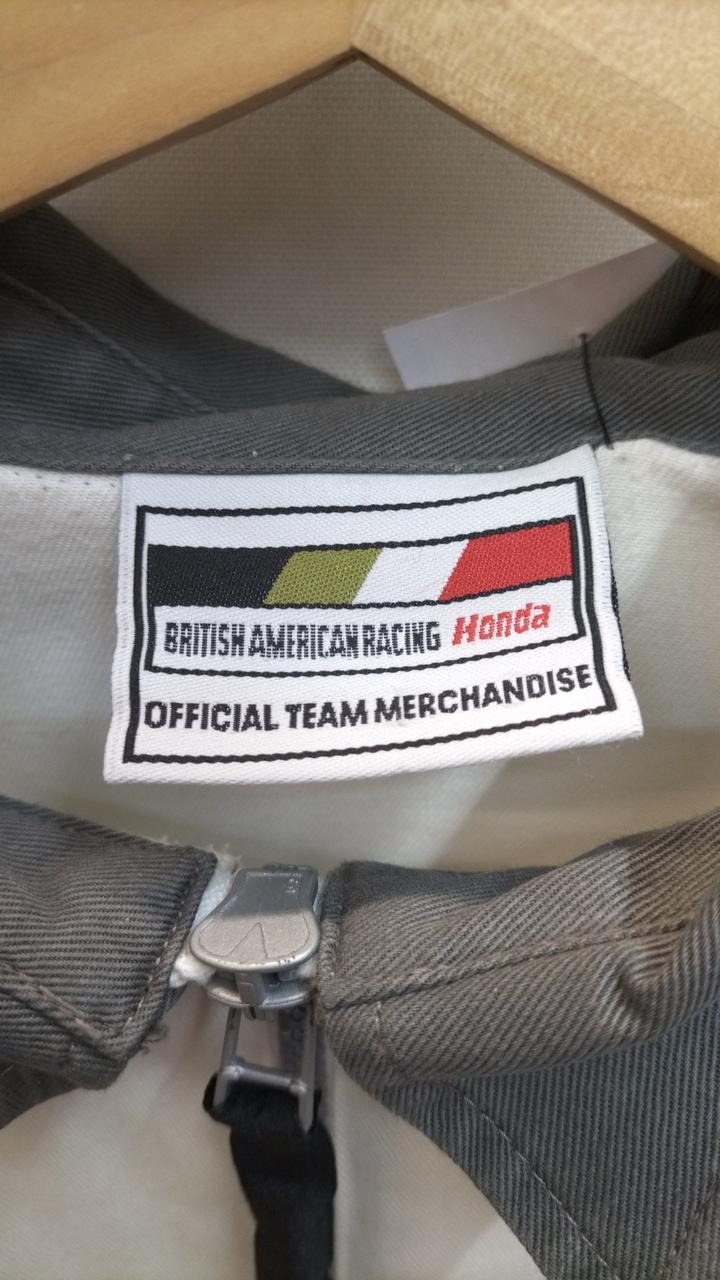 BRITISH AMERICAN RACING Honda
OFFICIAL TEAM MERCHANDISE